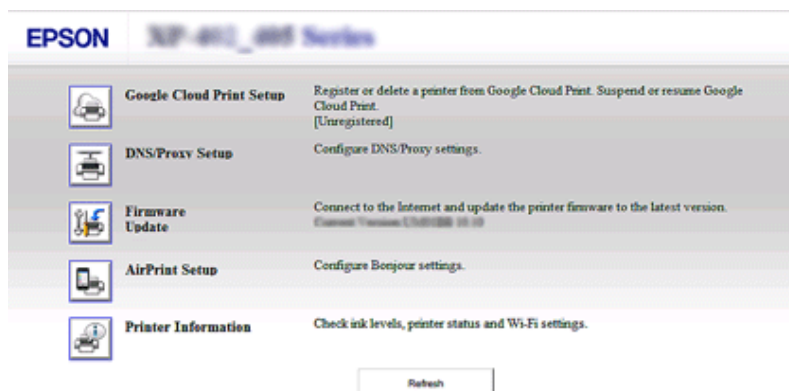 EPSON
Series
Google Cloud Print Setup
Register or delete a printer from Google Cloud Print. Suspend or resume Google
Cloud Print.
[Unregistered]
DNS/Proxy Setup
Configure DNS/Proxy settings.
Firmware
Update
Connect to the Internet and update the printer firmware to the latest version.
Current Version
AirPrint Setup
Configure Bonjour settings.
Printer Information
Check ink levels, printer status and Wi-Fi settings.
Refresh